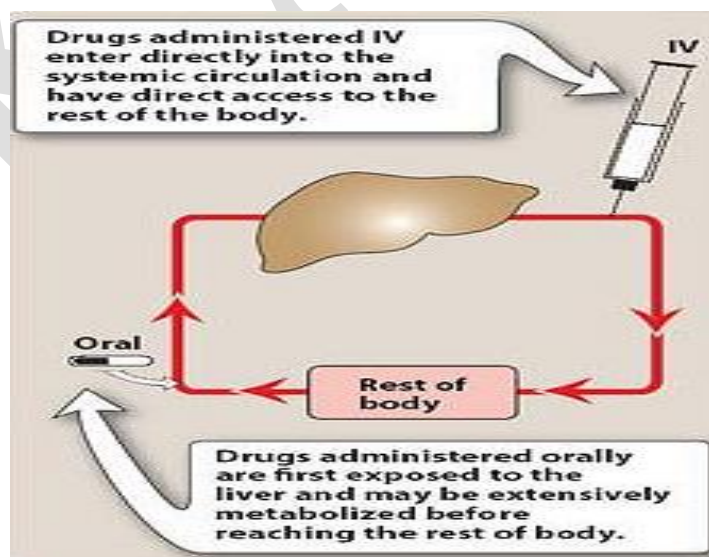 Drugs administered IV
enter directly into the
systemic circulation and
have direct access to the
rest of the body.
IV
Oral
Rest of
body
Drugs administered orally
are first exposed to the
liver and may be extensively
metabolized before
reaching the rest of body.